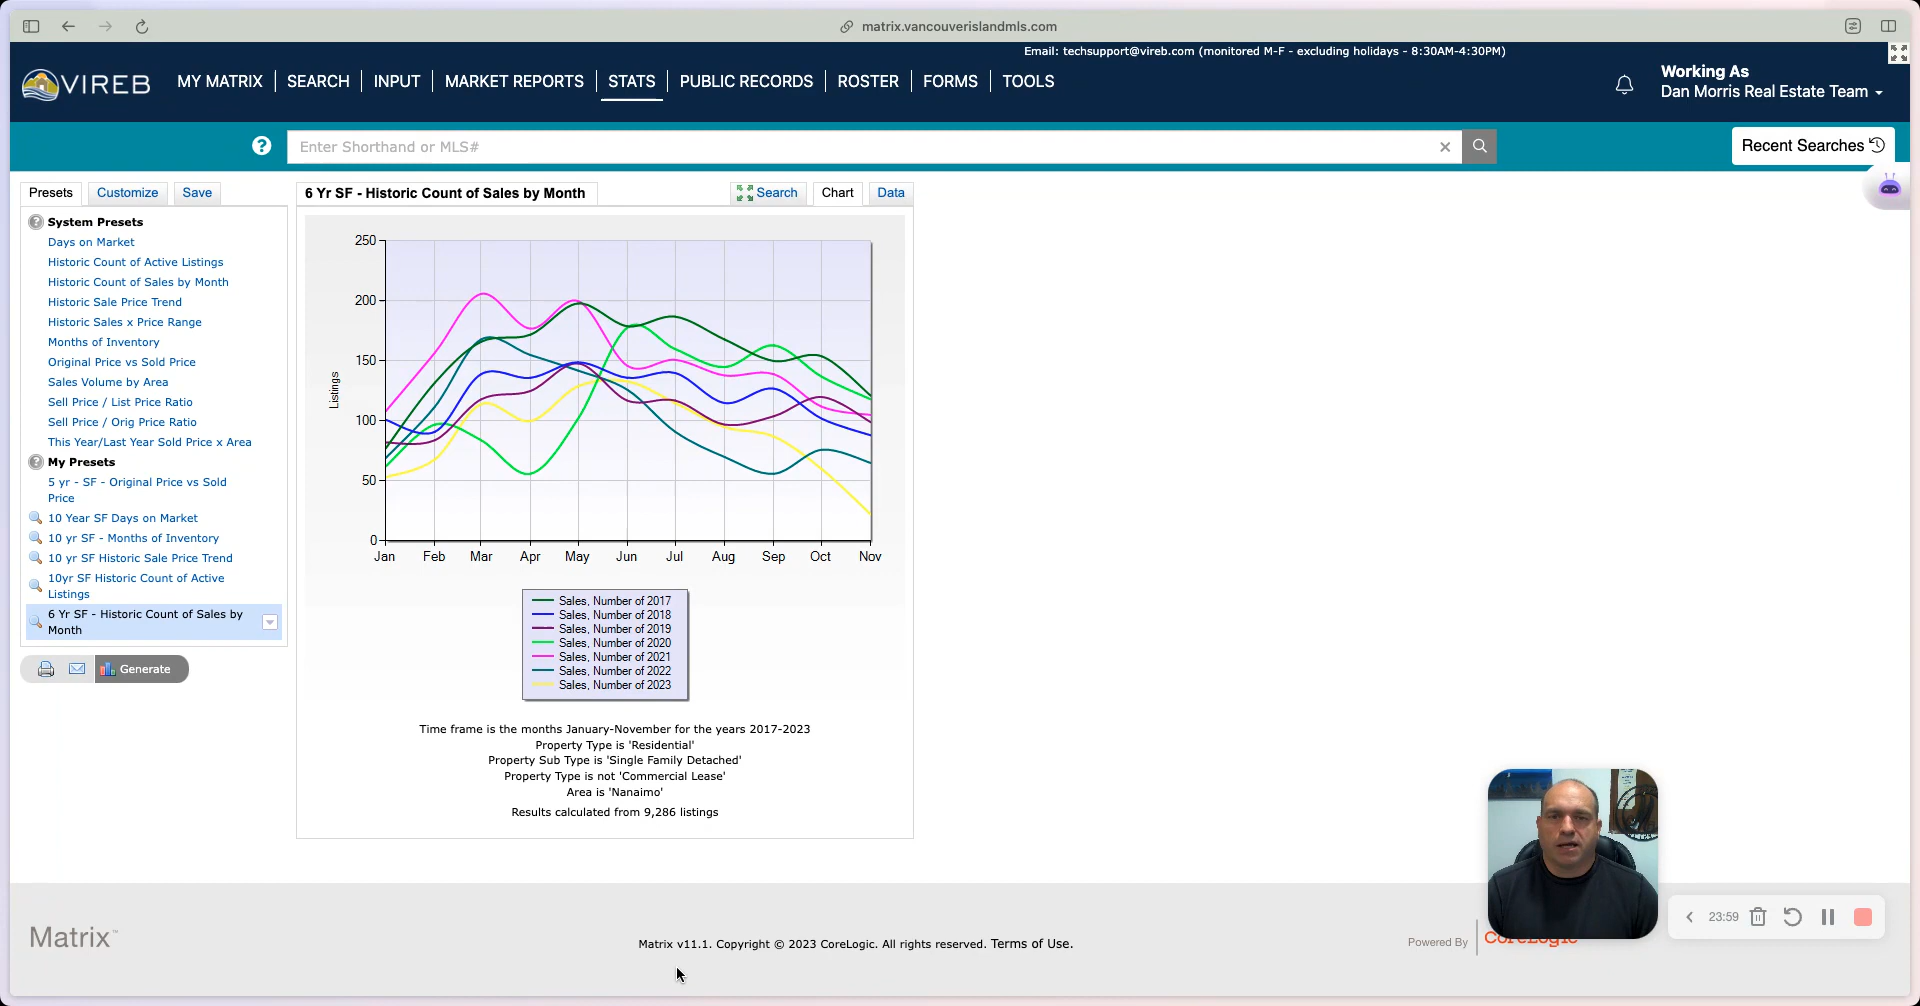 matrix.vancouverislandmls.com
Email: techsupport@vireb.com (monitored M-F - excluding holidays - 8:30AM-4:30PM)
VIREB
MY MATRIX
SEARCH
INPUT
MARKET REPORTS
STATS
PUBLIC RECORDS
ROSTER
FORMS
TOOLS
Working As
Dan Morris Real Estate Team
Enter Shorthand or MLS#
Recent Searches
Presets
Customize
Save
System Presets
Days on Market
Historic Count of Active Listings
Historic Count of Sales by Month
Historic Sale Price Trend
Historic Sales x Price Range
Months of Inventory
Original Price vs Sold Price
Sales Volume by Area
Sell Price / List Price Ratio
Sell Price / Orig Price Ratio
This Year/Last Year Sold Price x Area
My Presets
5 yr - SF - Original Price vs Sold
Price
10 Year SF Days on Market
10 yr SF - Months of Inventory
10 yr SF Historic Sale Price Trend
10yr SF Historic Count of Active
Listings
6 Yr SF - Historic Count of Sales by
Month
Generate
6 Yr SF - Historic Count of Sales by Month
Search
Chart
Data
250
200
150
100
50
0
Listings
Jan Feb Mar Apr May Jun Jul Aug Sep Oct Nov
Sales, Number of 2017
Sales, Number of 2018
Sales, Number of 2019
Sales, Number of 2020
Sales, Number of 2021
Sales, Number of 2022
Sales, Number of 2023
Time frame is the months January-November for the years 2017-2023
Property Type is 'Residential'
Property Sub Type is 'Single Family Detached'
Property Type is not 'Commercial Lease'
Area is 'Nanaimo'
Results calculated from 9,286 listings
Matrix™
Matrix v11.1. Copyright © 2023 CoreLogic. All rights reserved. Terms of Use.
Powered By
CoreLogic
23:59